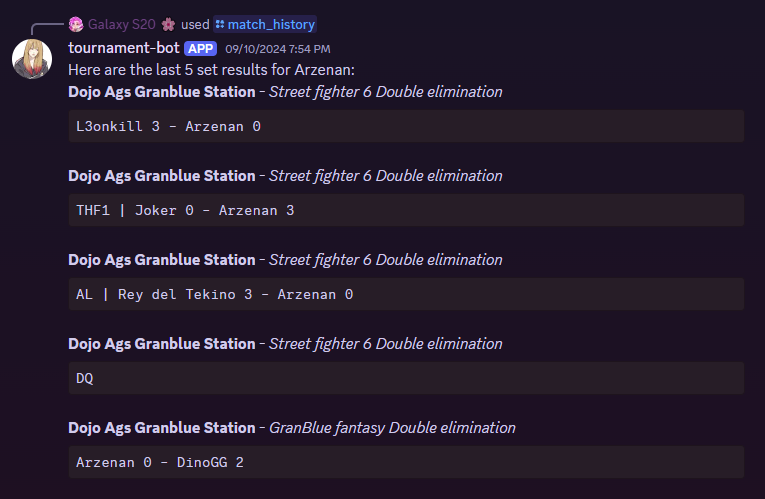 Galaxy S20 🌸 used match_history
tournament-bot APP 09/10/2024 7:54 PM
Here are the last 5 set results for Arzenan:
Dojo Ags Granblue Station - Street fighter 6 Double elimination
L3onkill 3 - Arzenan 0
Dojo Ags Granblue Station - Street fighter 6 Double elimination
THF1 | Joker 0 - Arzenan 3
Dojo Ags Granblue Station - Street fighter 6 Double elimination
AL | Rey del Tekino 3 - Arzenan 0
Dojo Ags Granblue Station - Street fighter 6 Double elimination
DQ
Dojo Ags Granblue Station - GranBlue fantasy Double elimination
Arzenan 0 - DinoGG 2